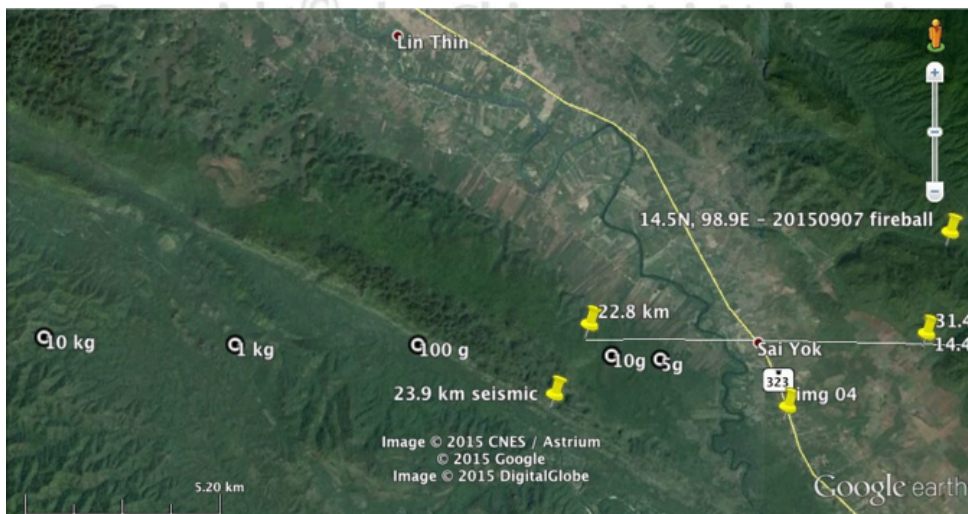 Lin Thin
14.5N, 98.9E - 20150907 fireball
22.8 km
31.4
14.4
10 kg
1 kg
100 g
10g
5g
Sai Yok
323
23.9 km seismic
img 04
Image © 2015 CNES / Astrium
© 2015 Google
Image © 2015 DigitalGlobe
5.20 km
Google earth